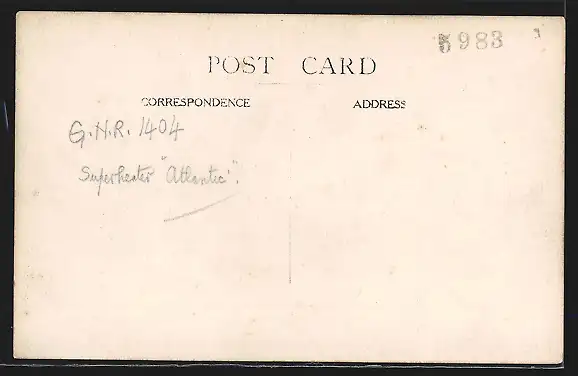 5983
POST CARD
CORRESPONDENCE
ADDRESS
G.N.R. 1404
Superheater "Atlantic".